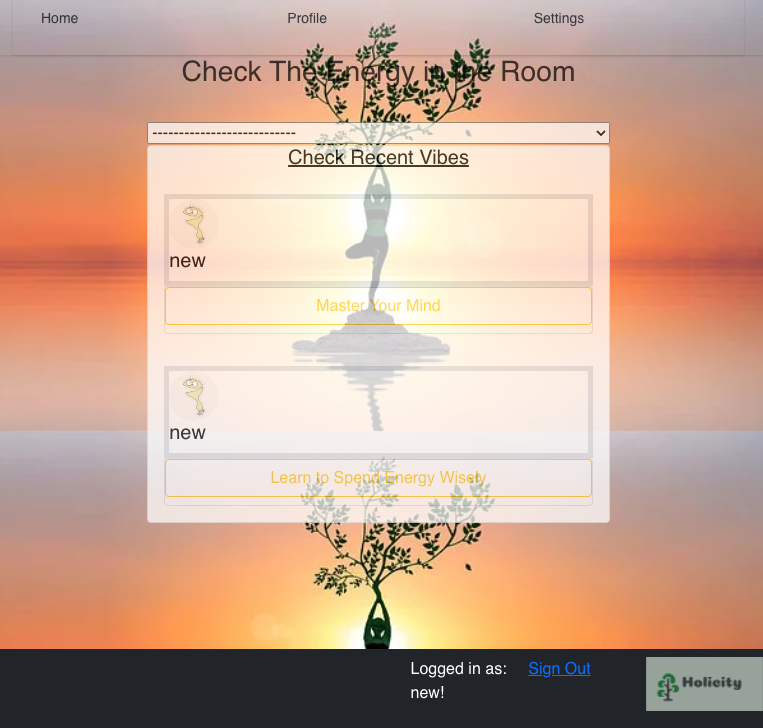 Home Profile Settings
Check The Energy in the Room
---------------------------
Check Recent Vibes
new
Master Your Mind
new
Learn to Spend Energy Wisely
Logged in as: Sign Out
new!
Holicity